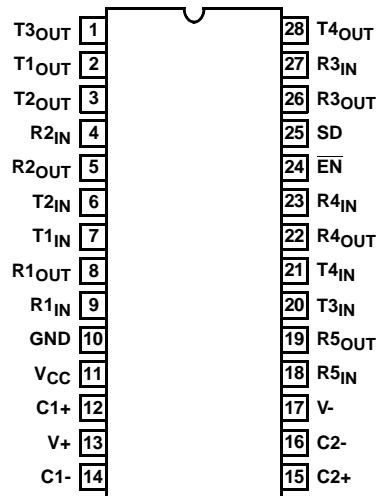 T3OUT 1 28 T4OUT
T1OUT 2 27 R3IN
T2OUT 3 26 R3OUT
R2IN 4 25 SD
R2OUT 5 24 EN
T2IN 6 23 R4IN
T1IN 7 22 R4OUT
R1OUT 8 21 T4IN
R1IN 9 20 T3IN
GND 10 19 R5OUT
VCC 11 18 R5IN
C1+ 12 17 V-
V+ 13 16 C2-
C1- 14 15 C2+